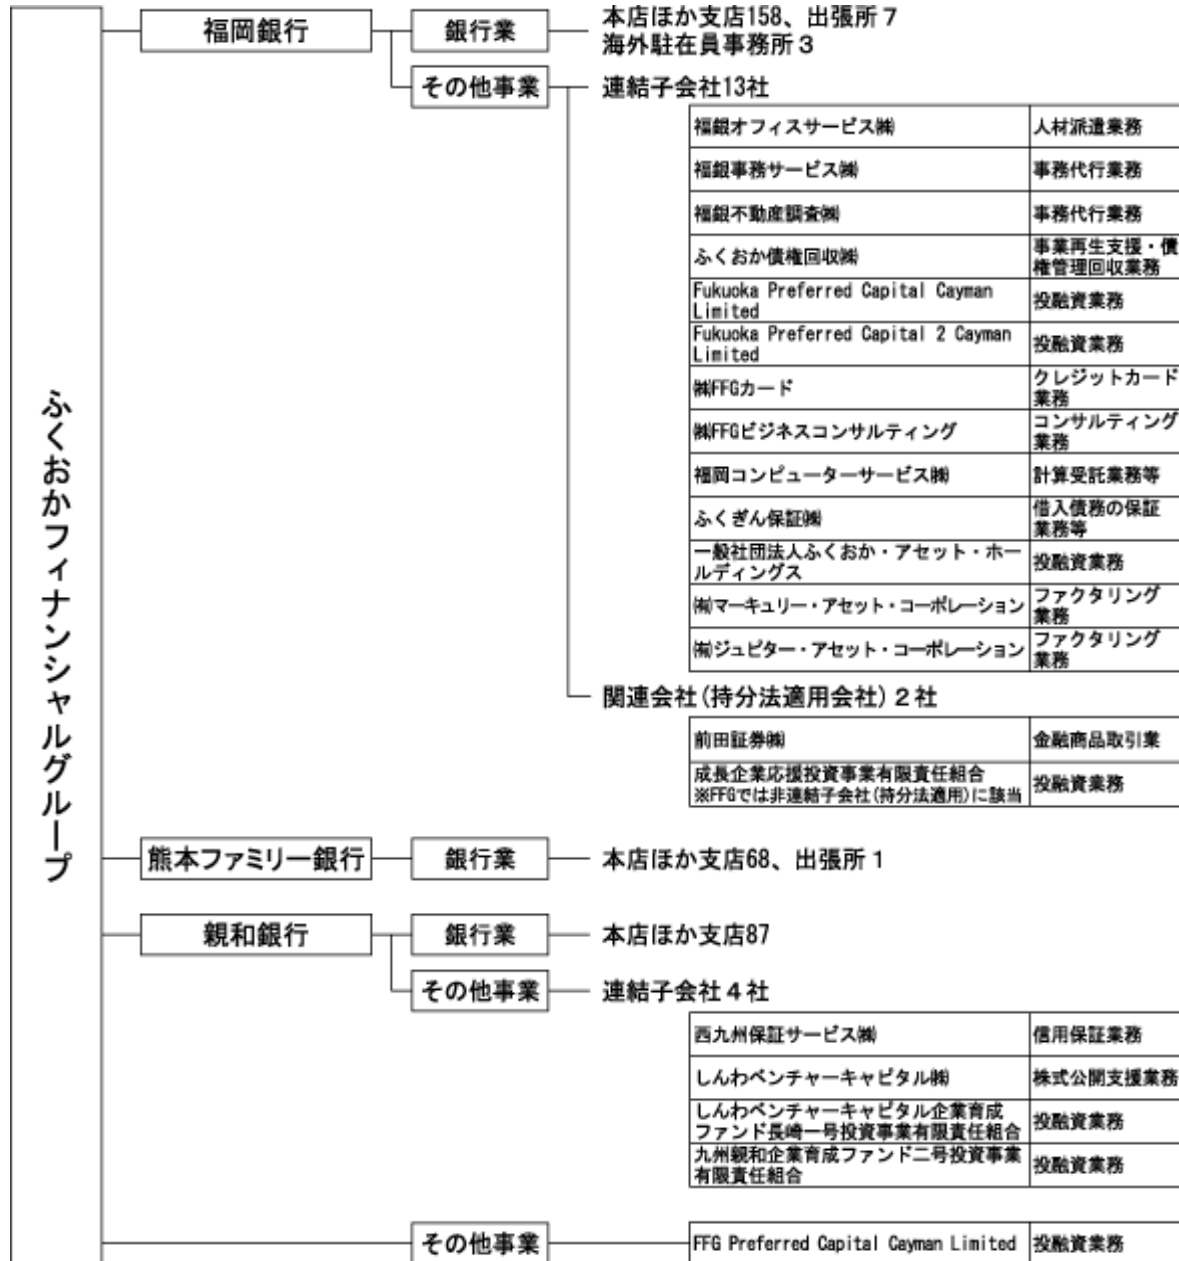 ふくおかフィナンシャルグループ
福岡銀行
銀行業
本店ほか支店158、出張所7
海外駐在員事務所3
その他事業
連結子会社13社
福銀オフィスサービス㈱ 人材派遣業務
福銀事務サービス㈱ 事務代行業務
福銀不動産調査㈱ 事務代行業務
ふくおか債権回収㈱ 事業再生支援・債
権管理回収業務
Fukuoka Preferred Capital Cayman
Limited 投融資業務
Fukuoka Preferred Capital 2 Cayman
Limited 投融資業務
㈱FFGカード クレジットカード
業務
㈱FFGビジネスコンサルティング コンサルティング
業務
福岡コンピューターサービス㈱ 計算受託業務等
ふくぎん保証㈱ 借入債務の保証
業務等
一般社団法人ふくおか・アセット・ホー
ルディングス 投融資業務
㈲マーキュリー・アセット・コーポレーション ファクタリング
業務
㈲ジュピター・アセット・コーポレーション ファクタリング
業務
関連会社(持分法適用会社)2社
前田証券㈱ 金融商品取引業
成長企業応援投資事業有限責任組合
※FFGでは非連結子会社(持分法適用)に該当 投融資業務
熊本ファミリー銀行
銀行業
本店ほか支店68、出張所1
親和銀行
銀行業
本店ほか支店87
その他事業
連結子会社4社
西九州保証サービス㈱ 信用保証業務
しんわベンチャーキャピタル㈱ 株式公開支援業務
しんわベンチャーキャピタル企業育成
ファンド長崎一号投資事業有限責任組合 投融資業務
九州親和企業育成ファンド二号投資事業
有限責任組合 投融資業務
その他事業
FFG Preferred Capital Cayman Limited 投融資業務